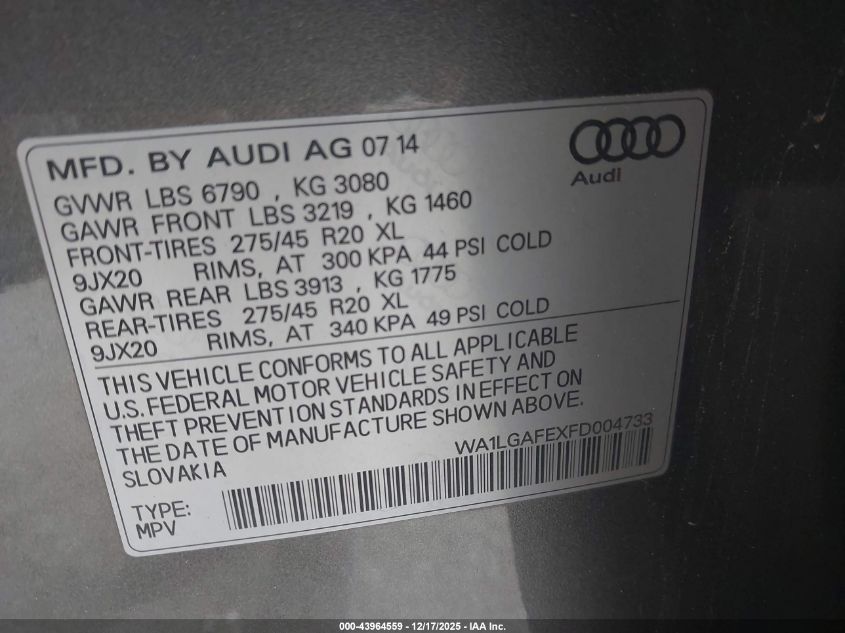 MFD. BY AUDI AG 07 14
Audi
GVWR LBS 6790 , KG 3080
GAWR FRONT LBS 3219 , KG 1460
FRONT-TIRES 275/45 R20 XL
9JX20 RIMS, AT 300 KPA 44 PSI COLD
GAWR REAR LBS 3913 , KG 1775
REAR-TIRES 275/45 R20 XL
9JX20 RIMS, AT 340 KPA 49 PSI COLD
THIS VEHICLE CONFORMS TO ALL APPLICABLE
U.S. FEDERAL MOTOR VEHICLE SAFETY AND
THEFT PREVENTION STANDARDS IN EFFECT ON
THE DATE OF MANUFACTURE SHOWN ABOVE.
SLOVAKIA
WA1LGAFEXFD004733
TYPE:
MPV
000-43964559 - 12/17/2025 - IAA Inc.